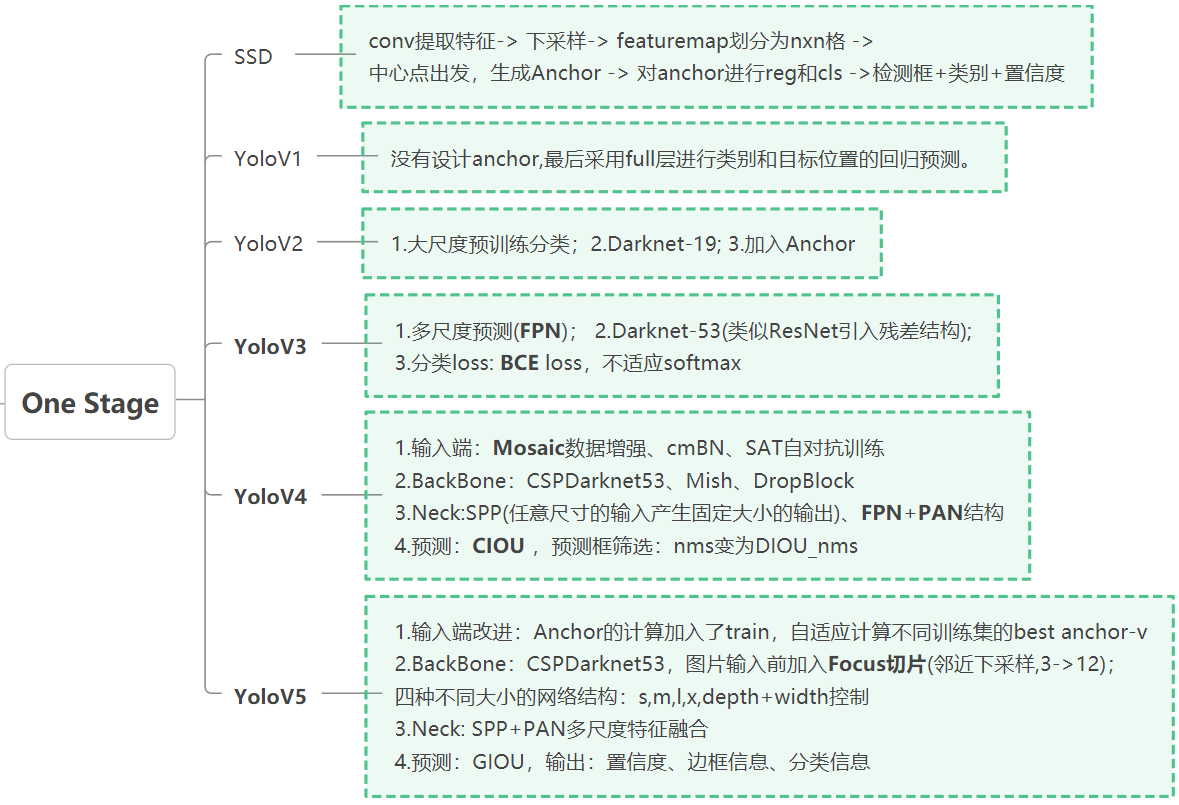 One Stage
SSD
conv提取特征-> 下采样-> featuremap划分为nxn格 ->
中心点出发，生成Anchor -> 对anchor进行reg和cls ->检测框+类别+置信度
YoloV1
没有设计anchor,最后采用full层进行类别和目标位置的回归预测。
YoloV2
1.大尺度预训练分类；2.Darknet-19; 3.加入Anchor
YoloV3
1.多尺度预测(FPN)； 2.Darknet-53(类似ResNet引入残差结构);
3.分类loss: BCE loss，不适应softmax
YoloV4
1.输入端：Mosaic数据增强、cmBN、SAT自对抗训练
2.BackBone：CSPDarknet53、Mish、DropBlock
3.Neck:SPP(任意尺寸的输入产生固定大小的输出)、FPN+PAN结构
4.预测：CIOU ，预测框筛选：nms变为DIOU_nms
YoloV5
1.输入端改进：Anchor的计算加入了train，自适应计算不同训练集的best anchor-v
2.BackBone：CSPDarknet53，图片输入前加入Focus切片(邻近下采样,3->12)；
四种不同大小的网络结构：s,m,l,x,depth+width控制
3.Neck: SPP+PAN多尺度特征融合
4.预测：GIOU，输出：置信度、边框信息、分类信息